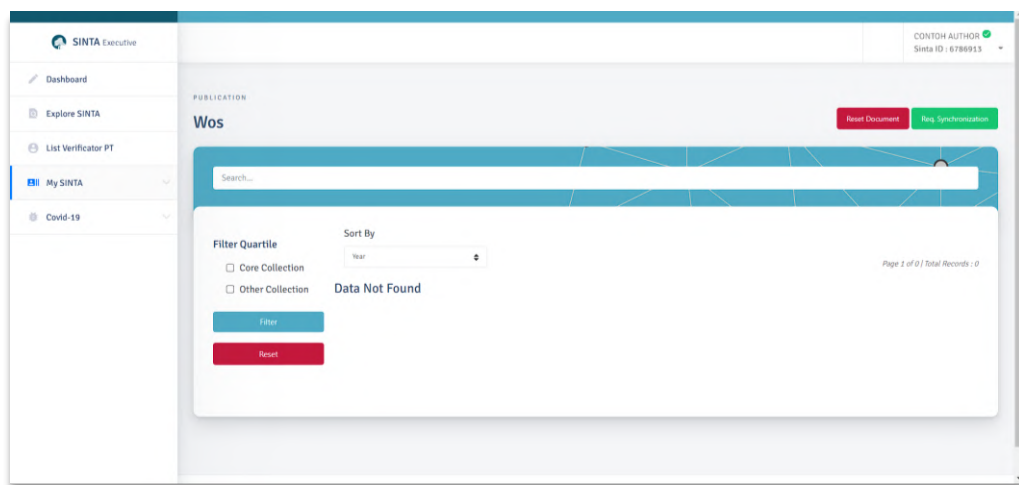 SINTA Executive
CONTOH AUTHOR
Sinta ID : 6786913
Dashboard
Explore SINTA
List Verificator PT
My SINTA
Covid-19
PUBLICATION
Wos
Reset Document
Req. Synchronization
Search...
Filter Quartile
Core Collection
Other Collection
Filter
Reset
Sort By
Year
Page 1 of 0 | Total Records : 0
Data Not Found